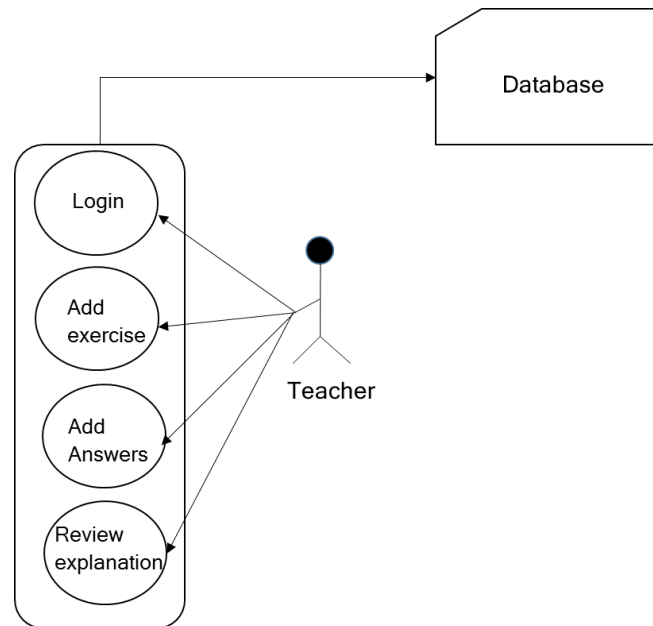 Database
Login
Add
exercise
Teacher
Add
Answers
Review
explanation